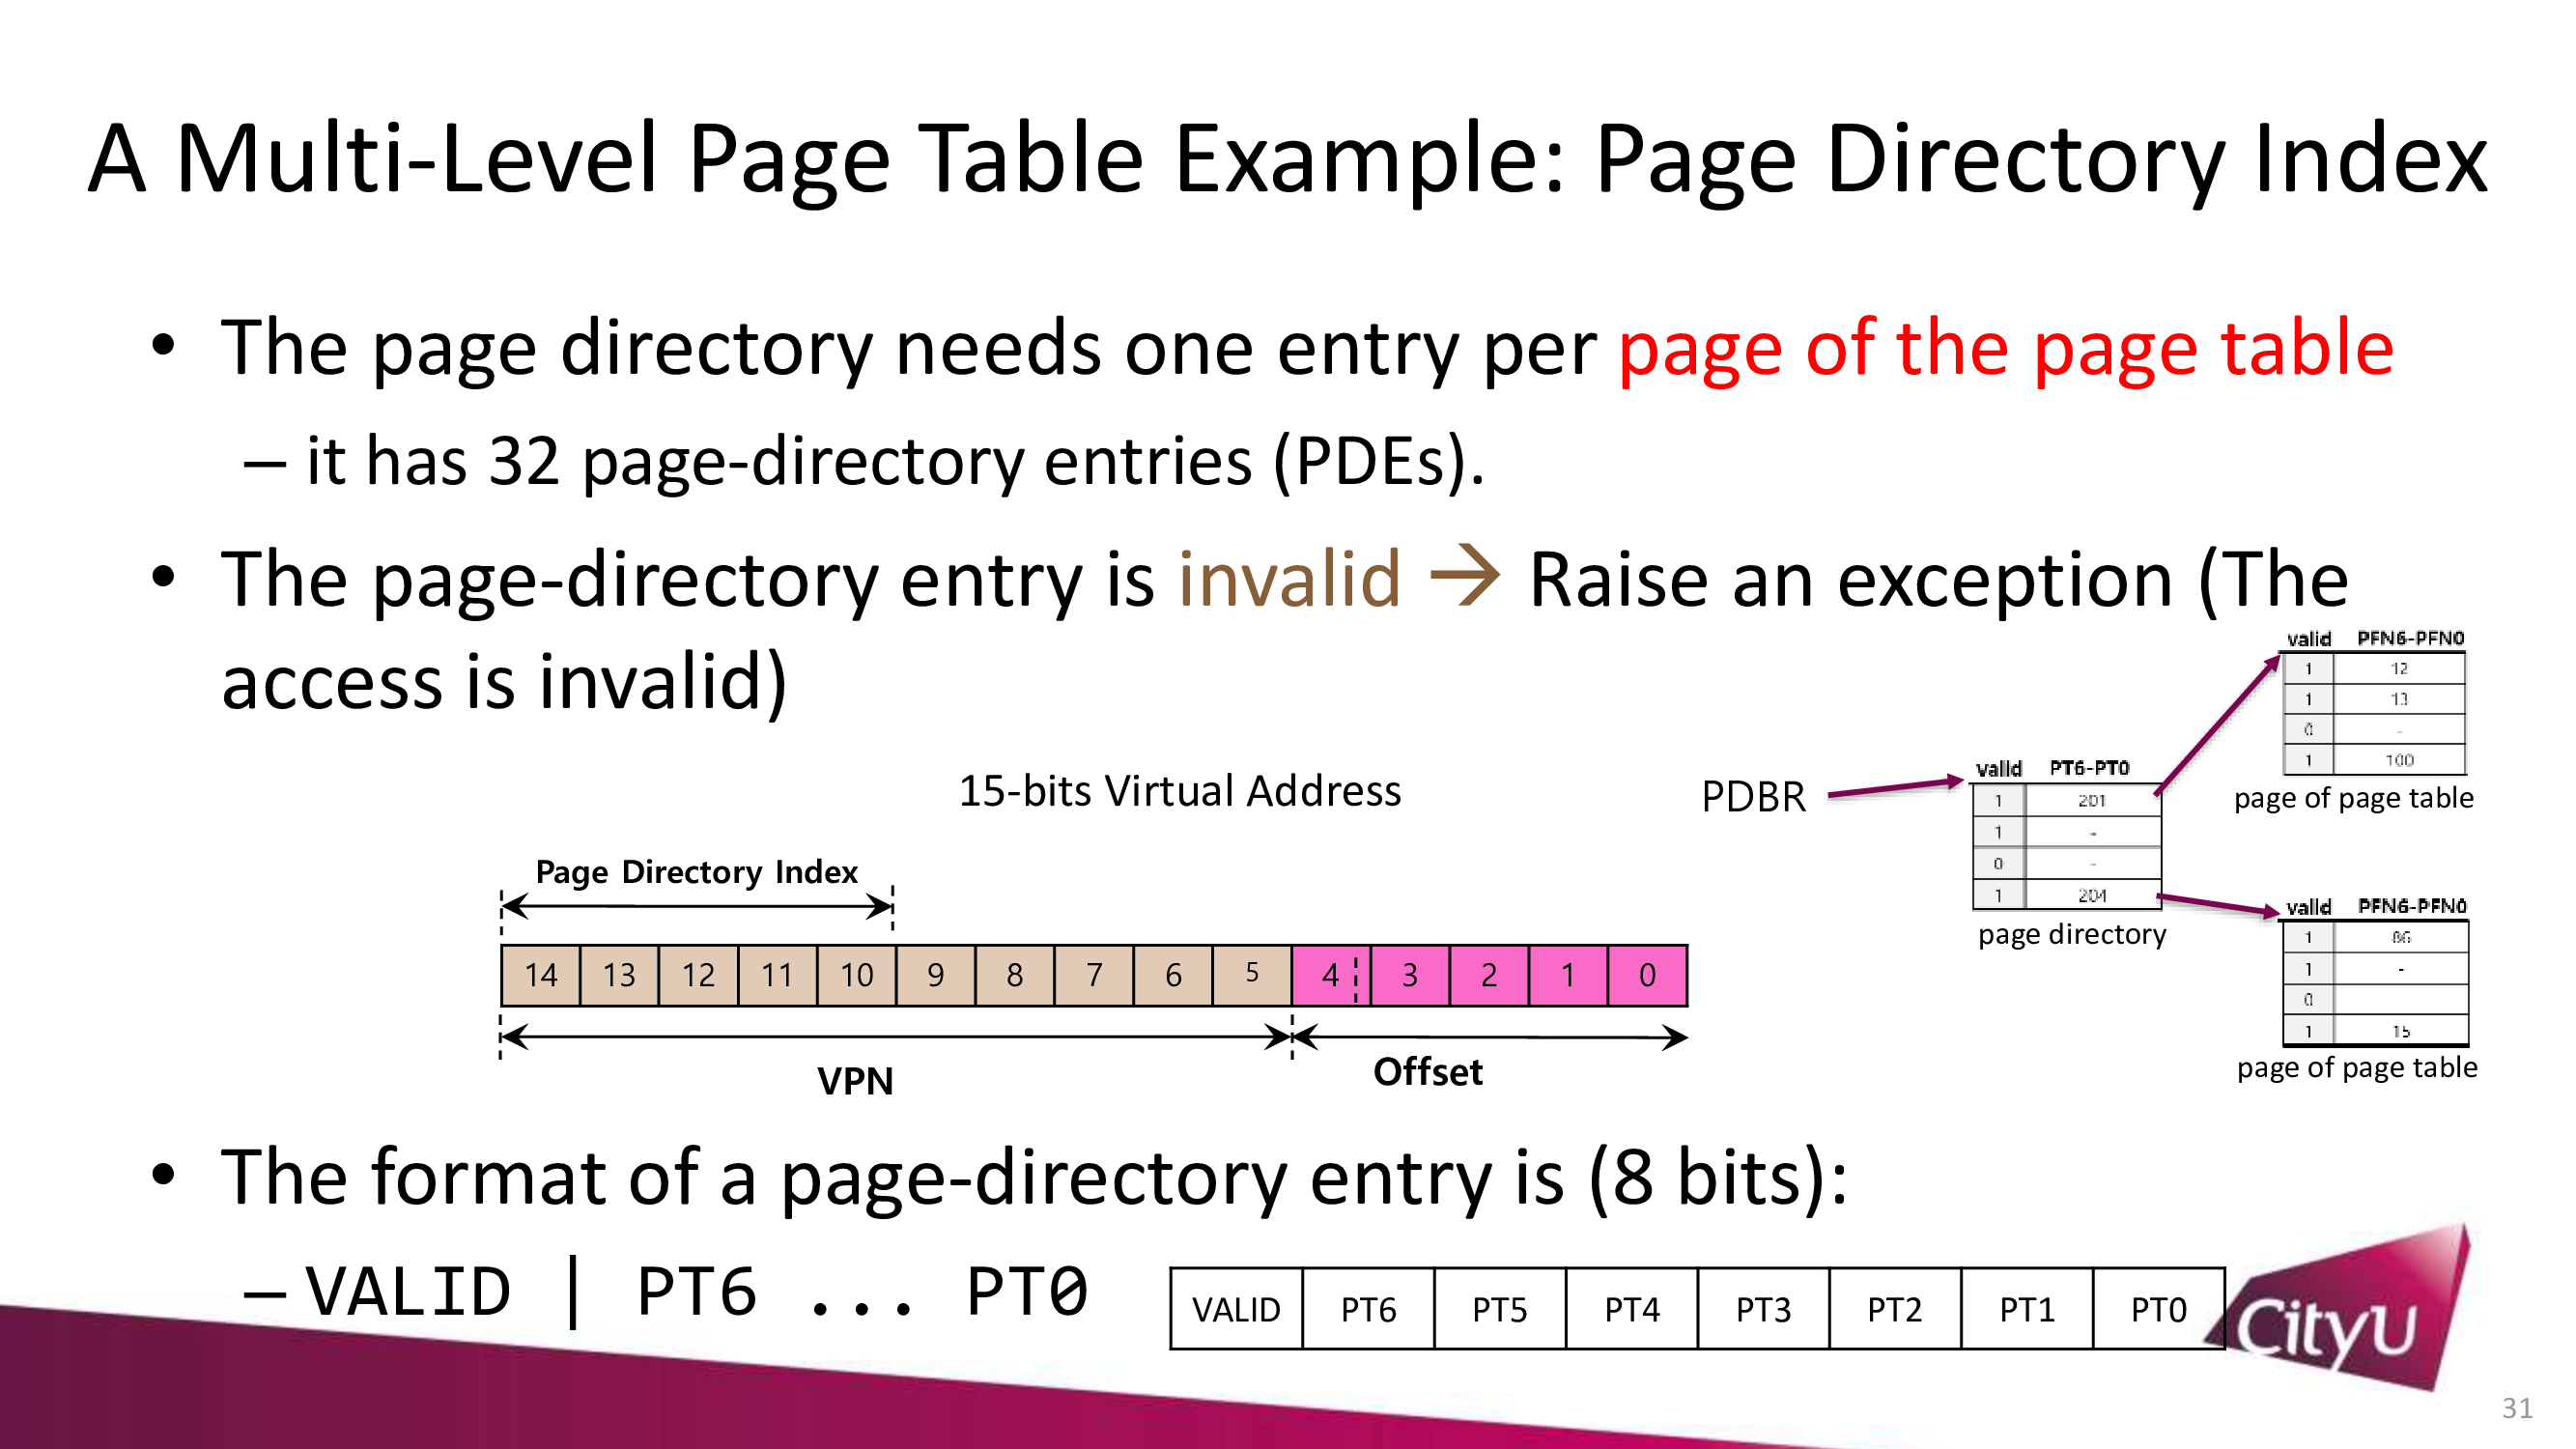 A Multi-Level Page Table Example: Page Directory Index
• The page directory needs one entry per page of the page table
– it has 32 page-directory entries (PDEs).
• The page-directory entry is invalid → Raise an exception (The
access is invalid)
15-bits Virtual Address
Page Directory Index
14 13 12 11 10 9 8 7 6 5 4 3 2 1 0
VPN
Offset
PDBR
valid PT6-PT0
1 201
1 -
0 -
1 204
page directory
valid PFN6-PFN0
1 12
1 13
0 -
1 100
page of page table
valid PFN6-PFN0
1 86
1 -
0
1 15
page of page table
• The format of a page-directory entry is (8 bits):
– VALID | PT6 ... PT0
VALID PT6 PT5 PT4 PT3 PT2 PT1 PT0
CityU
31